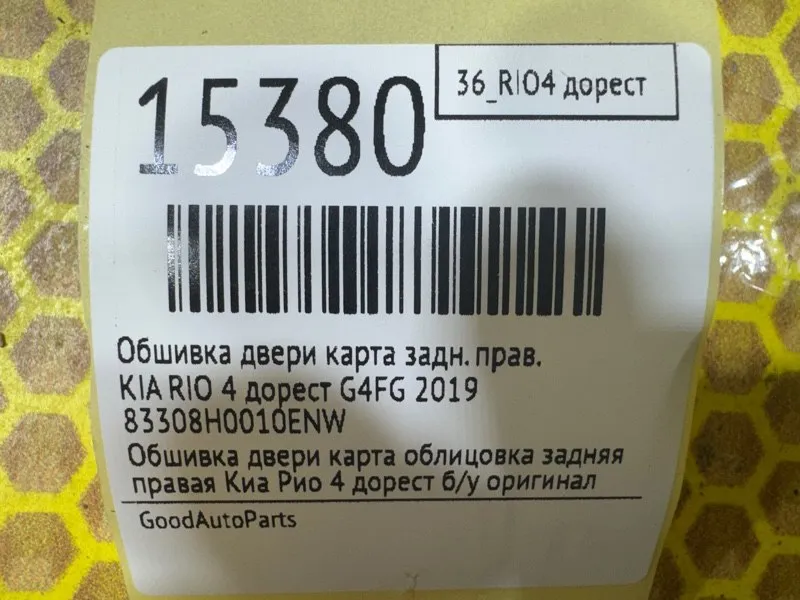 15380
36_RIO4 дорест
Обшивка двери карта задн. прав.
KIA RIO 4 дорест G4FG 2019
83308H0010ENW
Обшивка двери карта облицовка задняя
правая Киа Рио 4 дорест б/у оригинал
GoodAutoParts